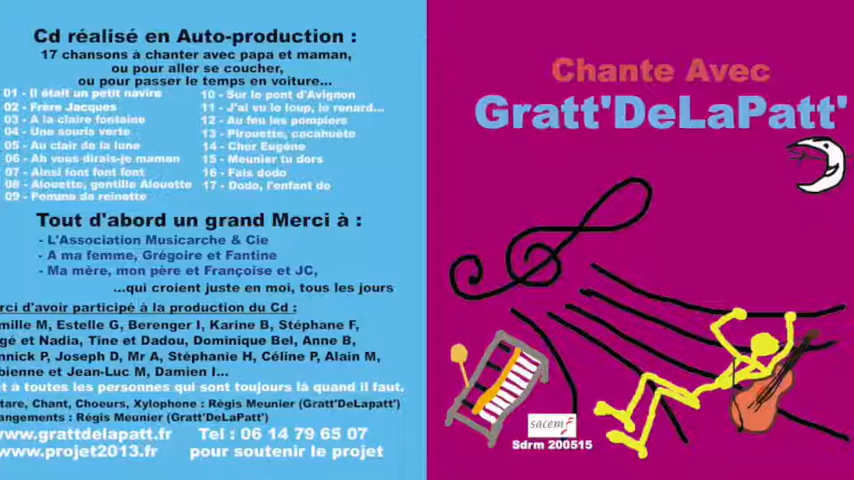 Cd réalisé en Auto-production :
17 chansons à chanter avec papa et maman,
ou pour aller se coucher,
ou pour passer le temps en voiture...
01 - Il était un petit navire
02 - Frère Jacques
03 - A la claire fontaine
04 - Une souris verte
05 - Au clair de la lune
06 - Ah vous dirais-je maman
07 - Ainsi font font font
08 - Alouette, gentille Alouette
09 - Pomme de reinette
10 - Sur le pont d'Avignon
11 - J'ai vu le loup, le renard...
12 - Au feu les pompiers
13 - Pirouette, cacahuète
14 - Cher Eugène
15 - Meunier tu dors
16 - Fais dodo
17 - Dodo, l'enfant do
Tout d'abord un grand Merci à :
- L'Association Musicarche & Cie
- A ma femme, Grégoire et Fantine
- Ma mère, mon père et Françoise et JC,
...qui croient juste en moi, tous les jours
rci d'avoir participé à la production du Cd :
mille M, Estelle G, Berenger I, Karine B, Stéphane F,
gé et Nadia, Tine et Dadou, Dominique Bel, Anne B,
nnick P, Joseph D, Mr A, Stéphanie H, Céline P, Alain M,
bienne et Jean-Luc M, Damien I...
t à toutes les personnes qui sont toujours là quand il faut.
tare, Chant, Choeurs, Xylophone : Régis Meunier (Gratt'DeLapatt')
angements : Régis Meunier (Gratt'DeLaPatt')
www.grattdelapatt.fr Tel : 06 14 79 65 07
www.projet2013.fr pour soutenir le projet
Chante Avec
Gratt'DeLaPatt'
sacem
Sdrm 200515